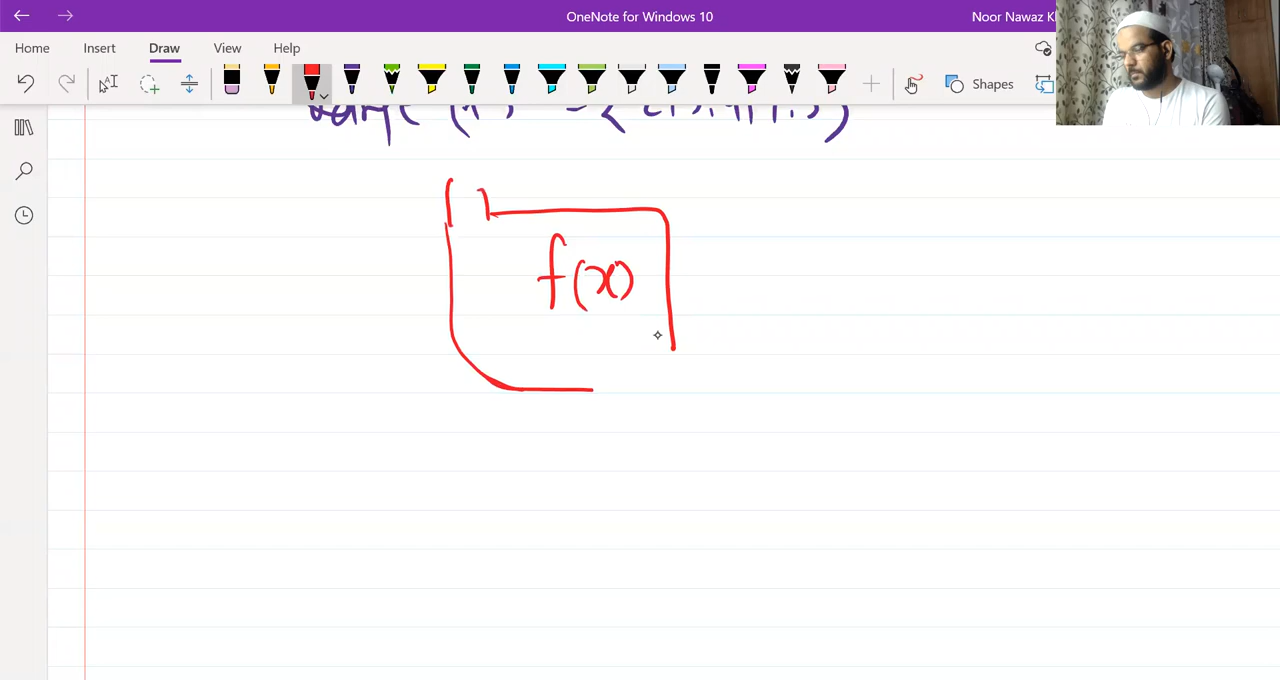 OneNote for Windows 10
Noor Nawaz
Home Insert Draw View Help
Shapes
f(x)